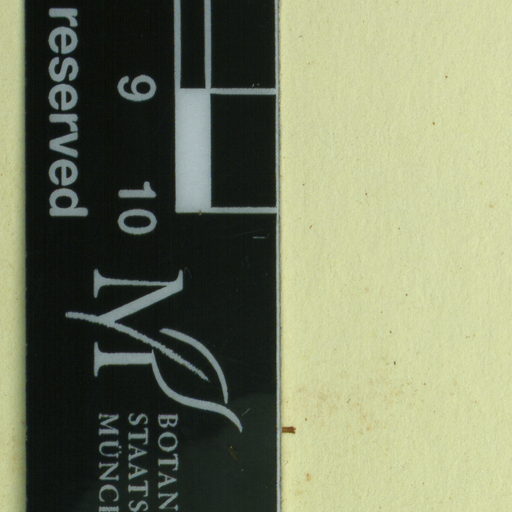 reserved
9 10
BOTAN
STAATS
MÜNCH